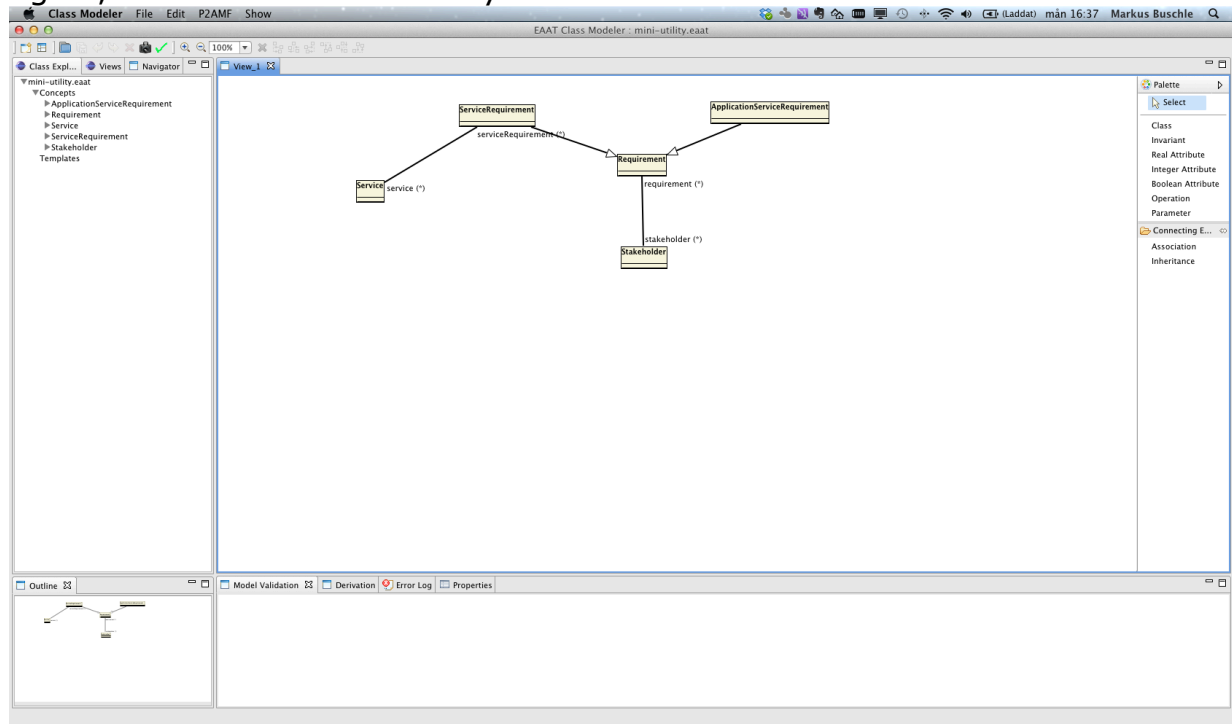 Class Modeler File Edit P2AMF Show (Laddat) mån 16:37 Markus Buschle
EAAT Class Modeler : mini-utility.eaat
100%
Class Expl... Views Navigator
View_1
mini-utility.eaat
Concepts
ApplicationServiceRequirement
Requirement
Service
ServiceRequirement
Stakeholder
Templates
ServiceRequirement
serviceRequirement (*)
ApplicationServiceRequirement
Requirement
requirement (*)
Service
service (*)
stakeholder (*)
Stakeholder
Palette
Select
Class
Invariant
Real Attribute
Integer Attribute
Boolean Attribute
Operation
Parameter
Connecting E...
Association
Inheritance
Outline
Model Validation Derivation Error Log Properties